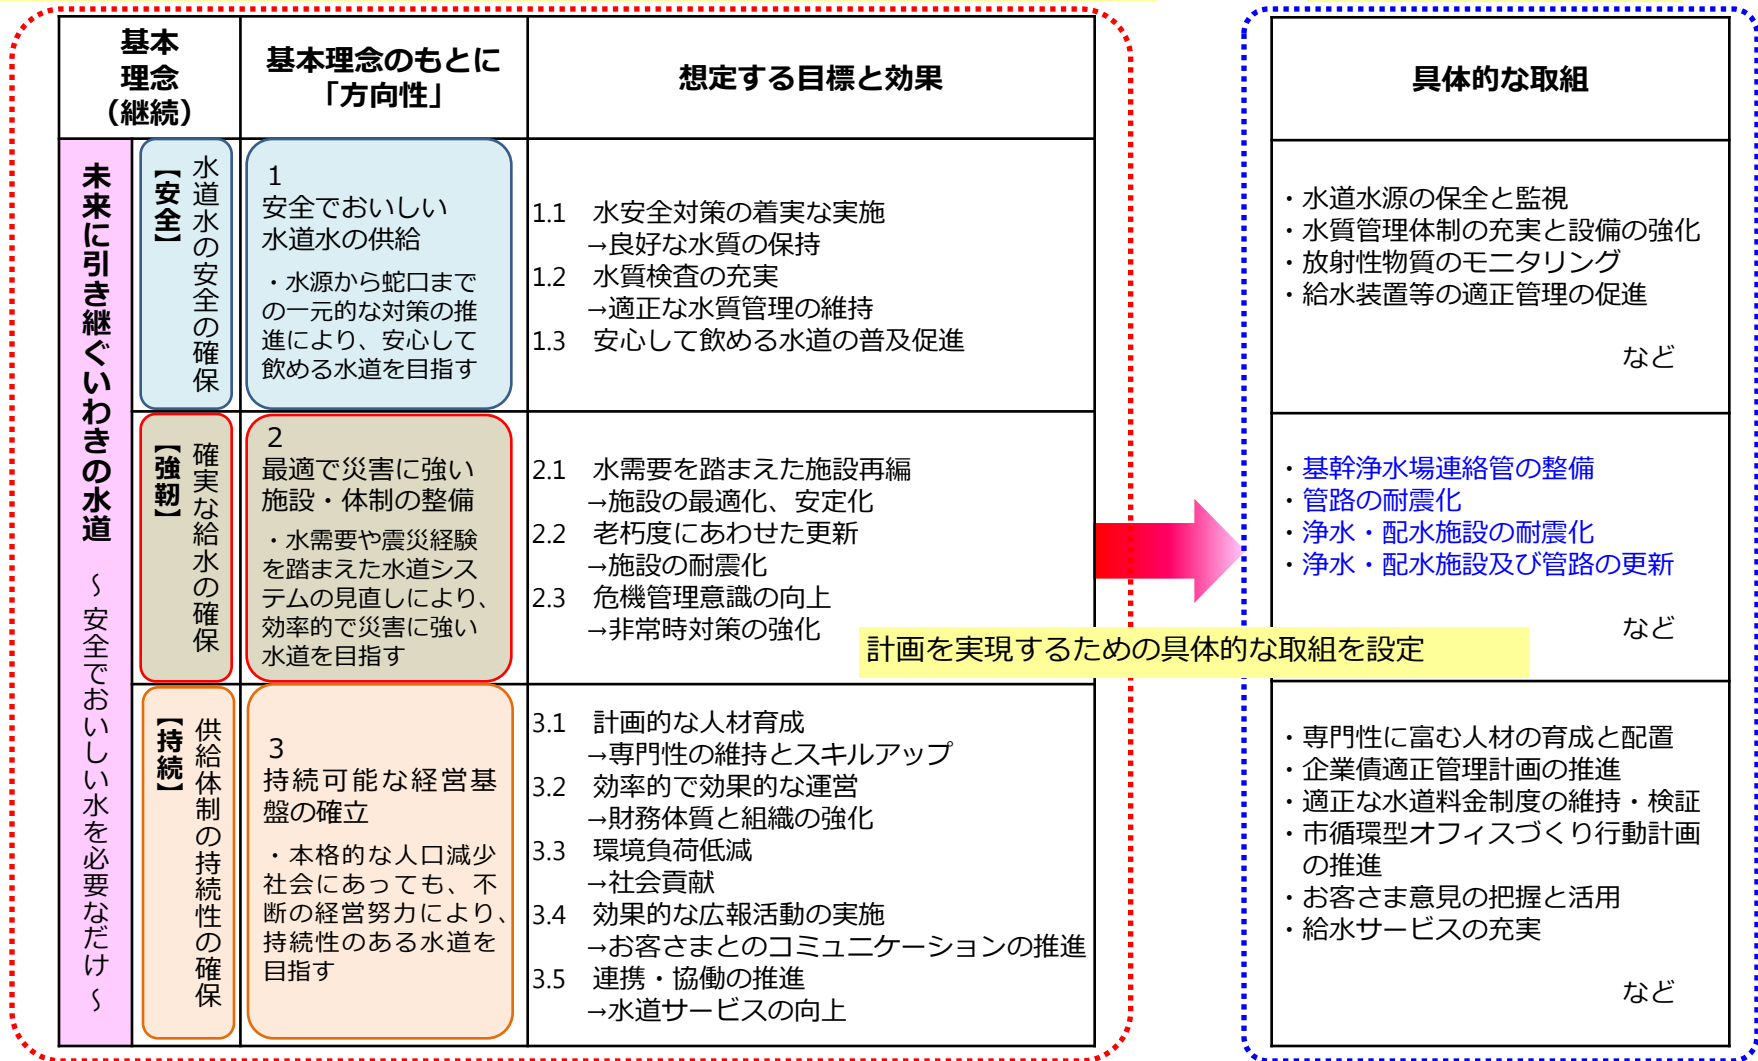 基本
理念
（継続）
基本理念のもとに
「方向性」
想定する目標と効果
具体的な取組
未来に引き継ぐいわきの水道 ～安全でおいしい水を必要なだけ～
水道水の安全の確保
【安全】
1
安全でおいしい
水道水の供給
・水源から蛇口まで
の一元的な対策の推
進により、安心して
飲める水道を目指す
1.1 水安全対策の着実な実施
→良好な水質の保持
1.2 水質検査の充実
→適正な水質管理の維持
1.3 安心して飲める水道の普及促進
・水道水源の保全と監視
・水質管理体制の充実と設備の強化
・放射性物質のモニタリング
・給水装置等の適正管理の促進
など
確実な給水の確保
【強靭】
2
最適で災害に強い
施設・体制の整備
・水需要や震災経験
を踏まえた水道シス
テムの見直しにより、
効率的で災害に強い
水道を目指す
2.1 水需要を踏まえた施設再編
→施設の最適化、安定化
2.2 老朽度にあわせた更新
→施設の耐震化
2.3 危機管理意識の向上
→非常時対策の強化
・基幹浄水場連絡管の整備
・管路の耐震化
・浄水・配水施設の耐震化
・浄水・配水施設及び管路の更新
など
計画を実現するための具体的な取組を設定
供給体制の持続性の確保
【持続】
3
持続可能な経営基
盤の確立
・本格的な人口減少
社会にあっても、不
断の経営努力により、
持続性のある水道を
目指す
3.1 計画的な人材育成
→専門性の維持とスキルアップ
3.2 効率的で効果的な運営
→財務体質と組織の強化
3.3 環境負荷低減
→社会貢献
3.4 効果的な広報活動の実施
→お客さまとのコミュニケーションの推進
3.5 連携・協働の推進
→水道サービスの向上
・専門性に富む人材の育成と配置
・企業債適正管理計画の推進
・適正な水道料金制度の維持・検証
・市循環型オフィスづくり行動計画
の推進
・お客さま意見の把握と活用
・給水サービスの充実
など